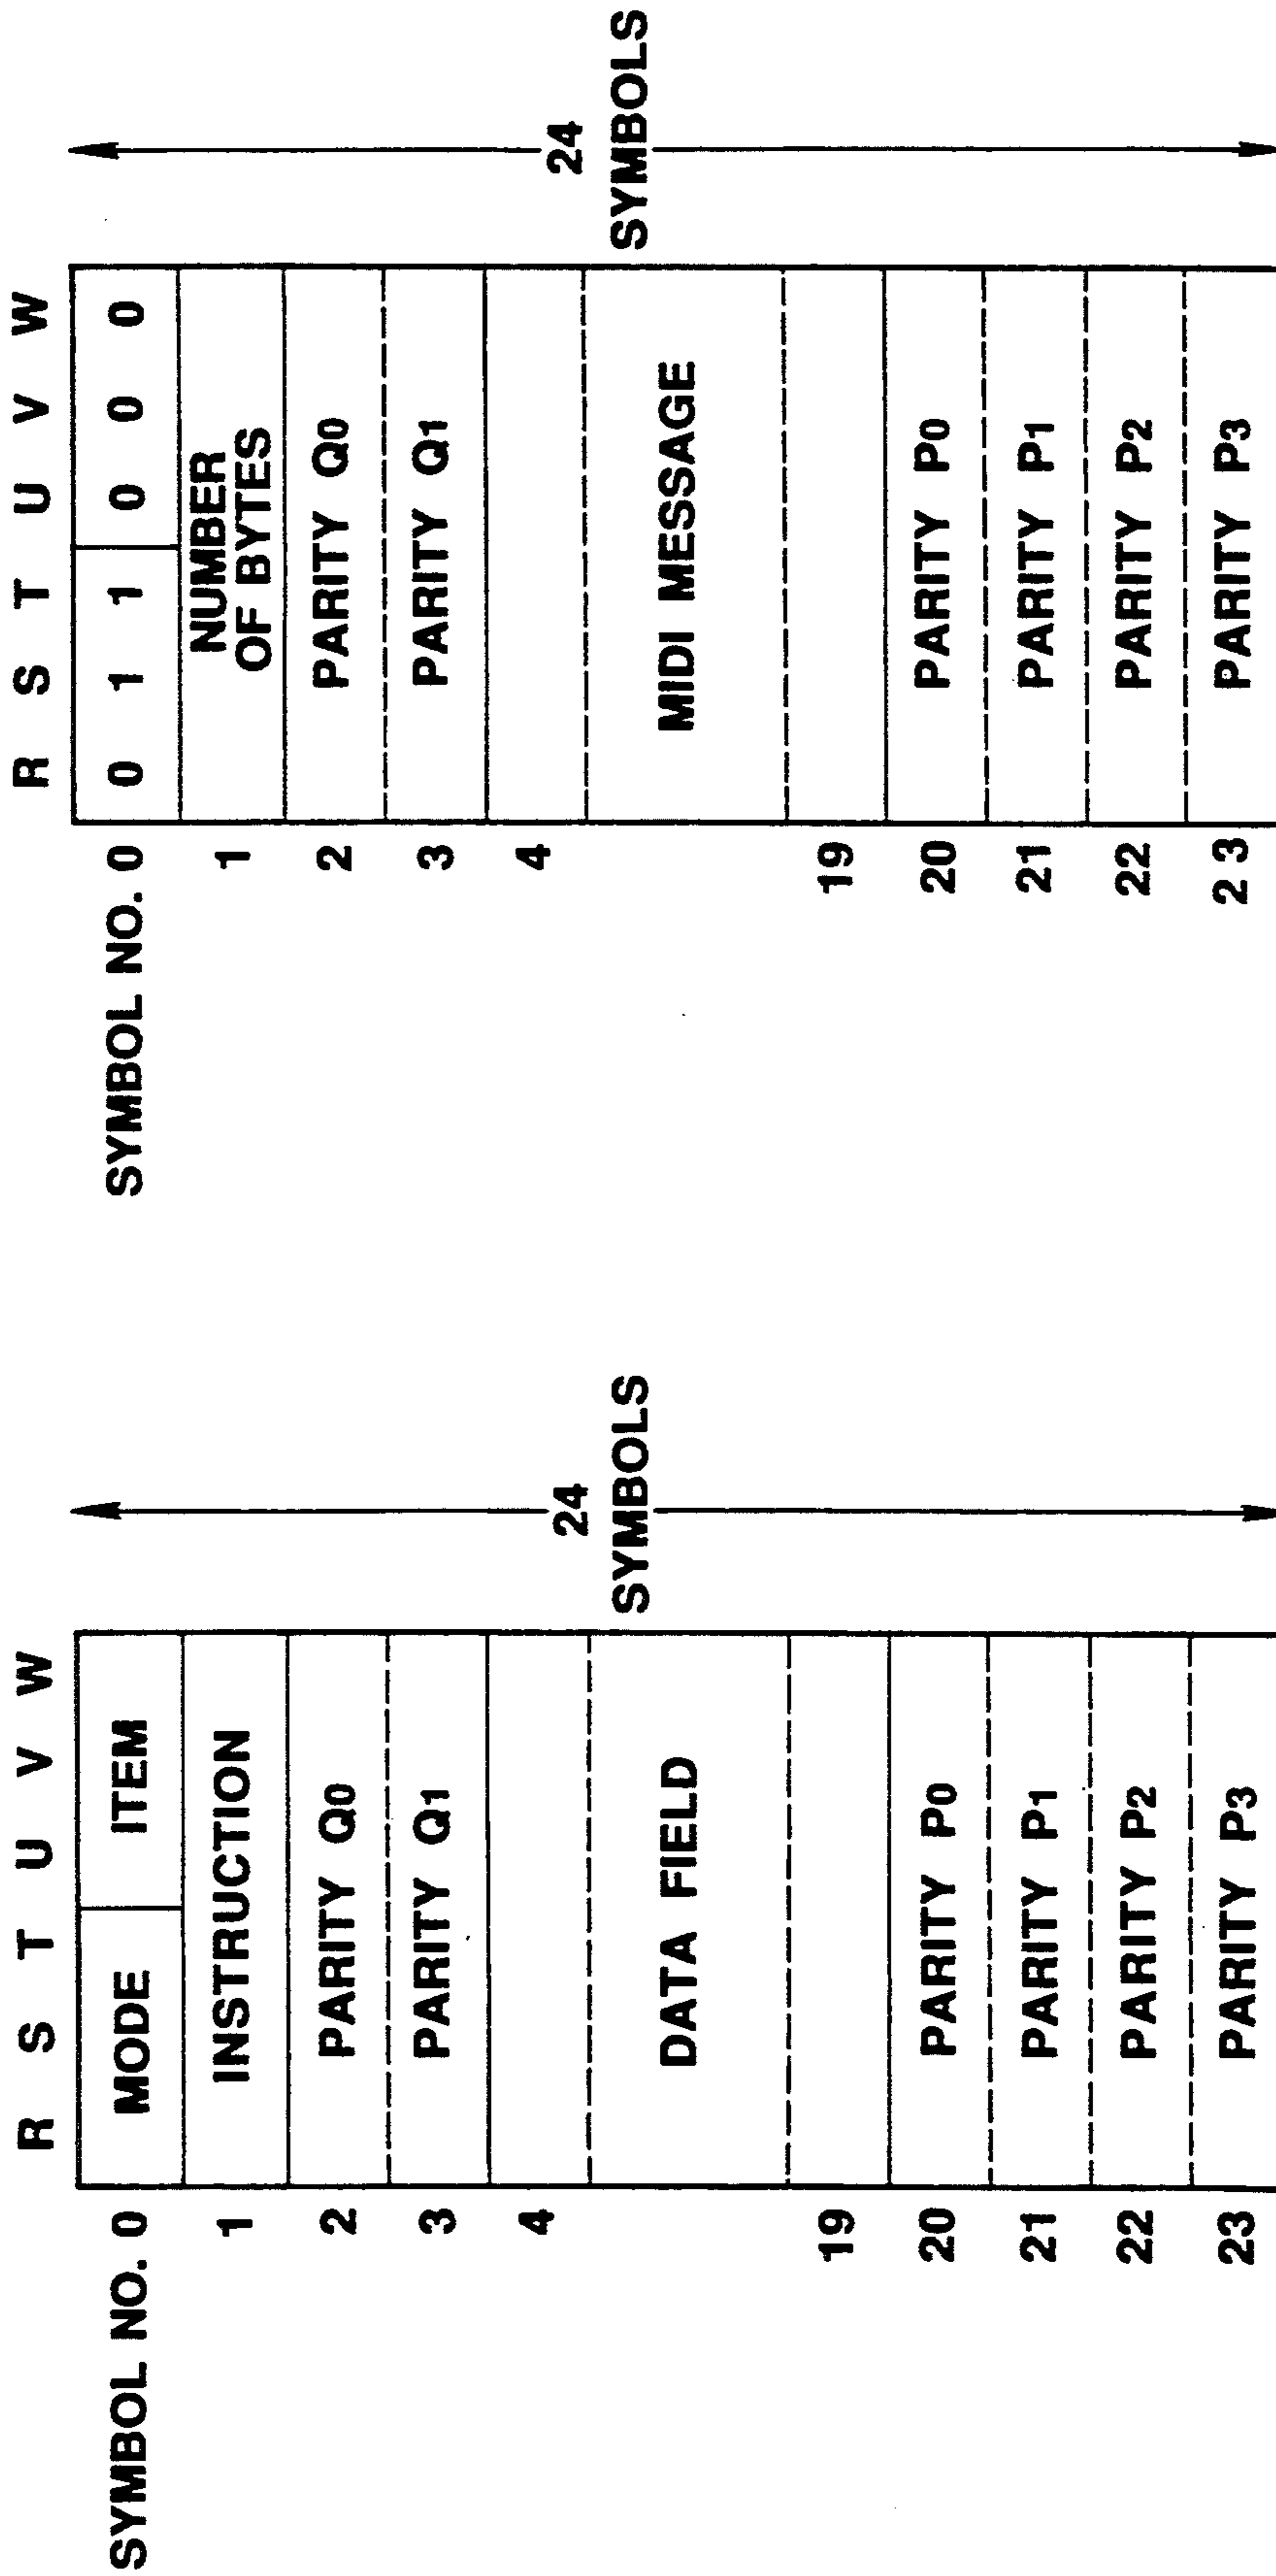 R S T U V W
SYMBOL NO. 0 MODE ITEM
1 INSTRUCTION
2 PARITY Q0
3 PARITY Q1
4
DATA FIELD
19
20 PARITY P0
21 PARITY P1
22 PARITY P2
23 PARITY P3
24
SYMBOLS
R S T U V W
SYMBOL NO. 0 0 1 1 0 0 0
1 NUMBER
OF BYTES
2 PARITY Q0
3 PARITY Q1
4
MIDI MESSAGE
19
20 PARITY P0
21 PARITY P1
22 PARITY P2
2 3 PARITY P3
24
SYMBOLS